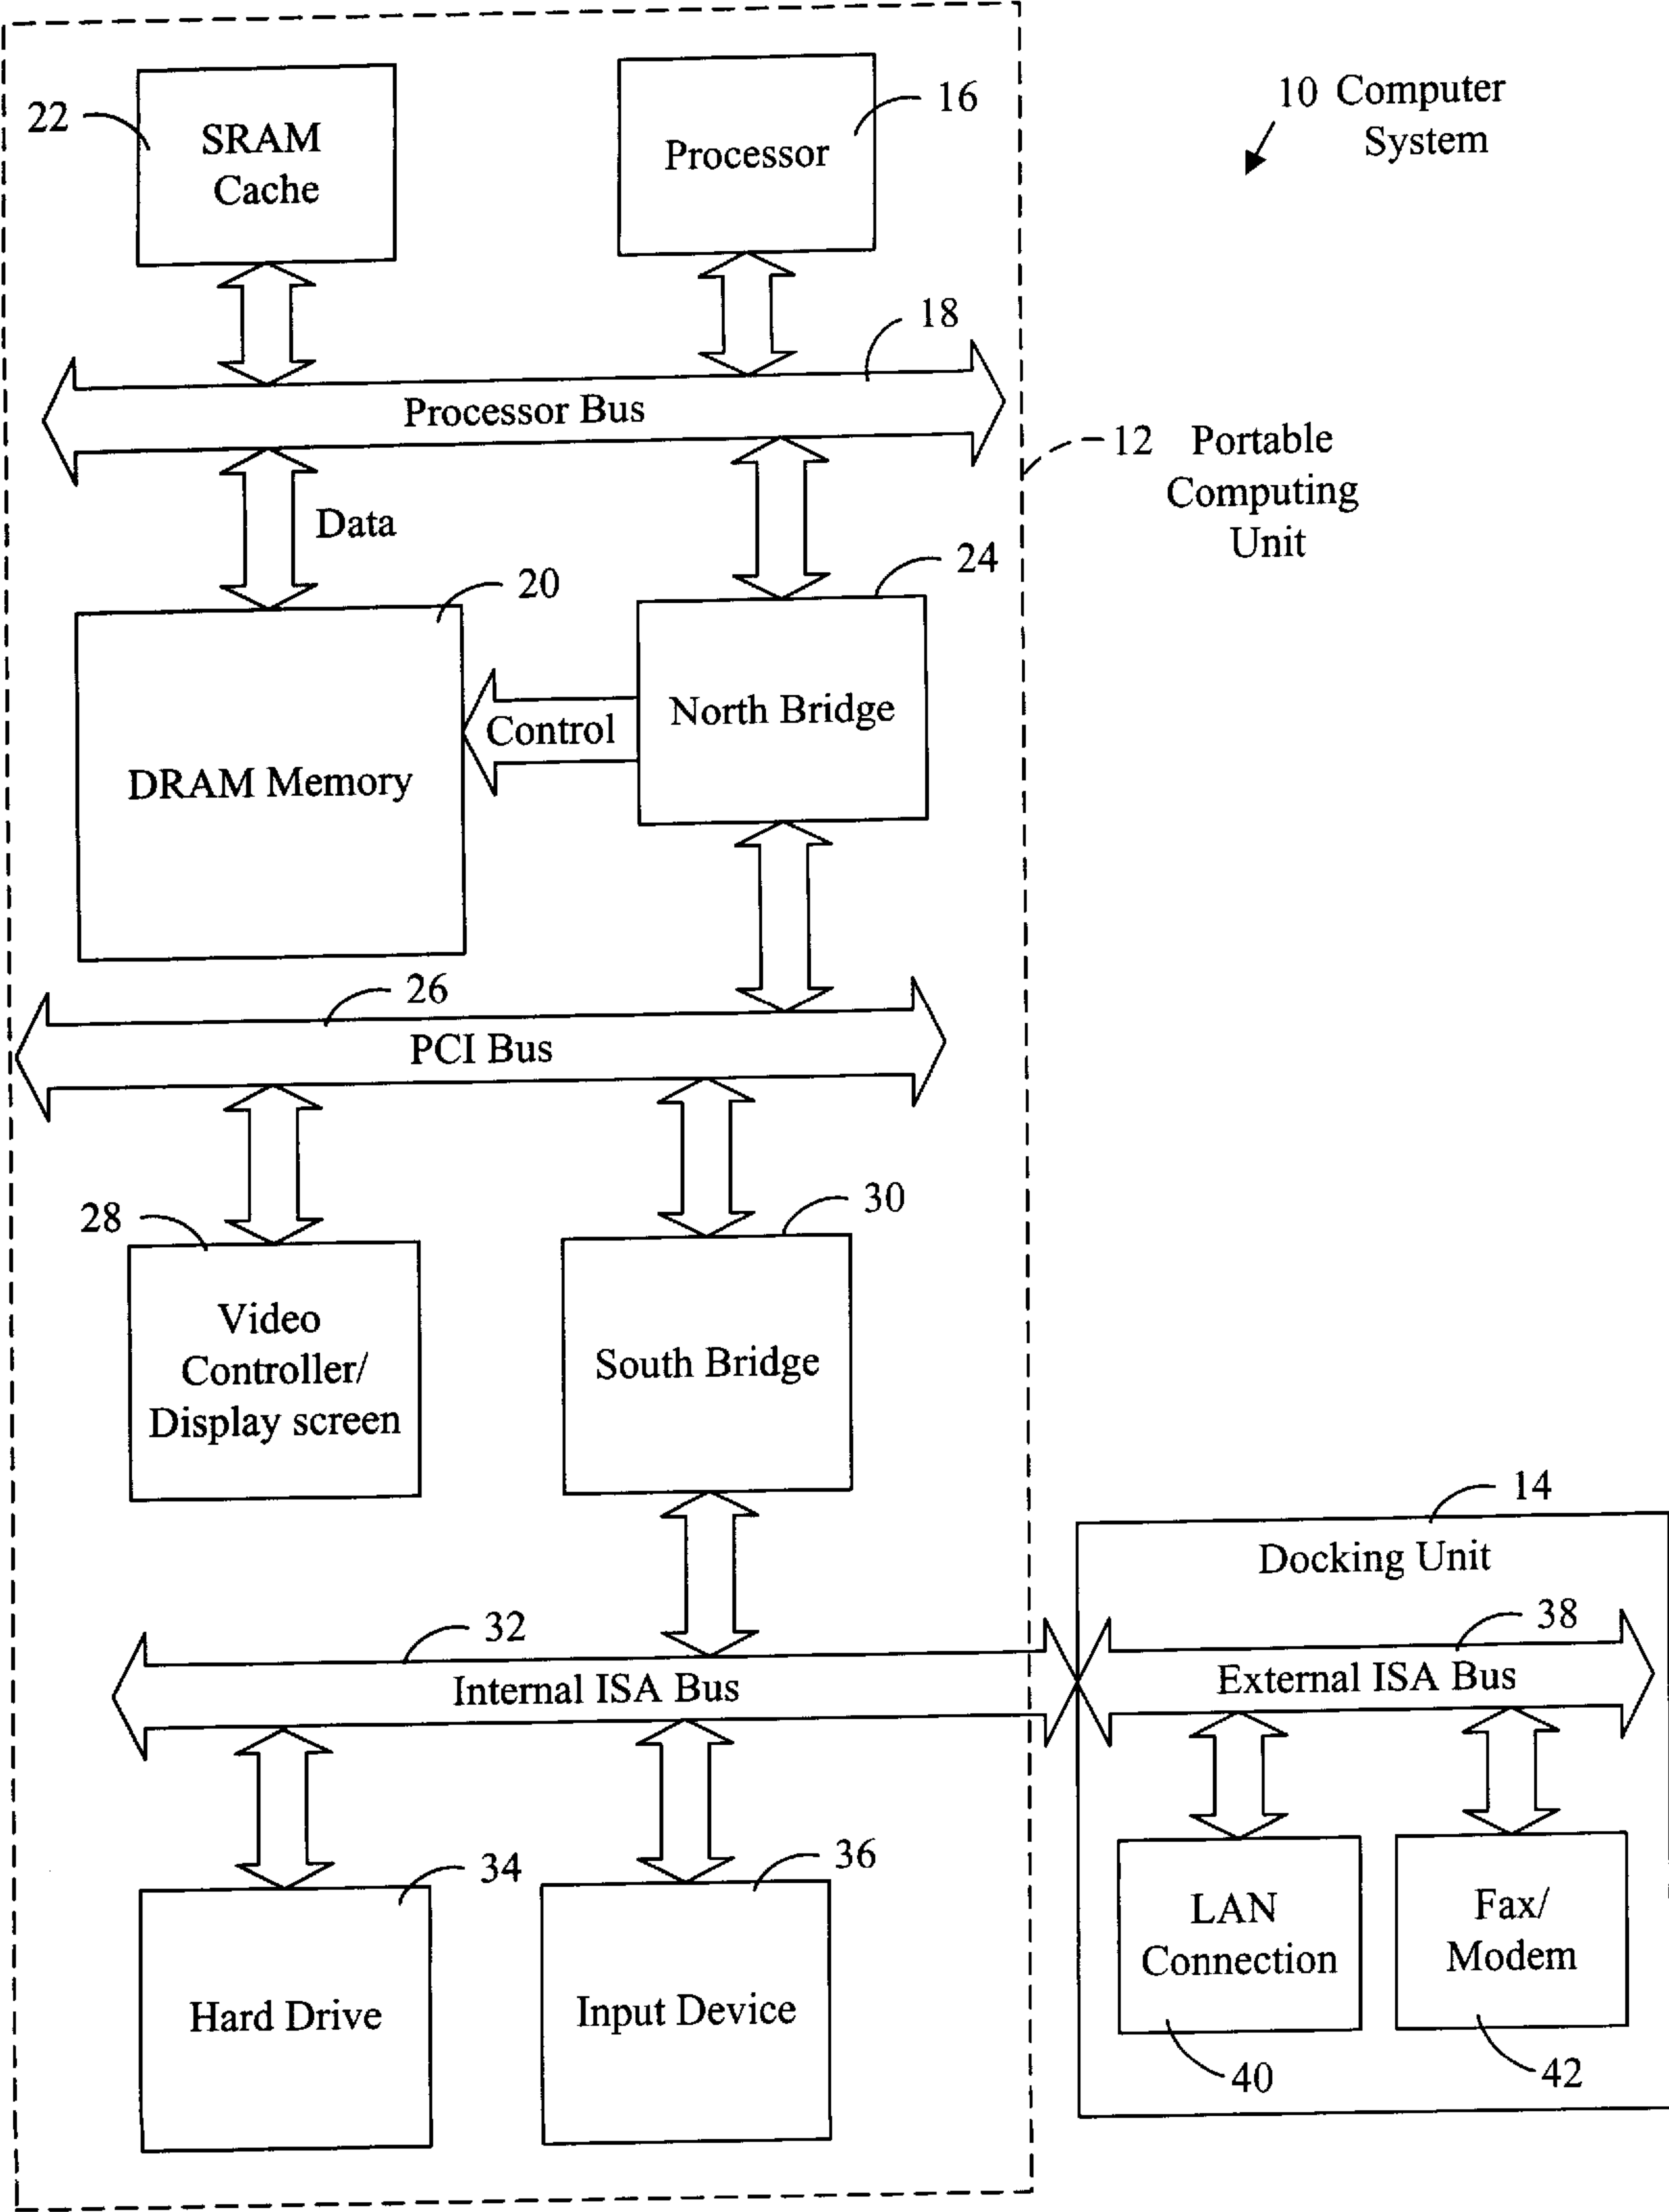 10 Computer
System
22
SRAM
Cache
16
Processor
18
Processor Bus
12 Portable
Computing
Unit
Data
20
24
DRAM Memory
Control
North Bridge
26
PCI Bus
28
30
Video
Controller/
Display screen
South Bridge
14
Docking Unit
32
38
Internal ISA Bus
External ISA Bus
34
36
Hard Drive
Input Device
LAN
Connection
Fax/
Modem
40
42